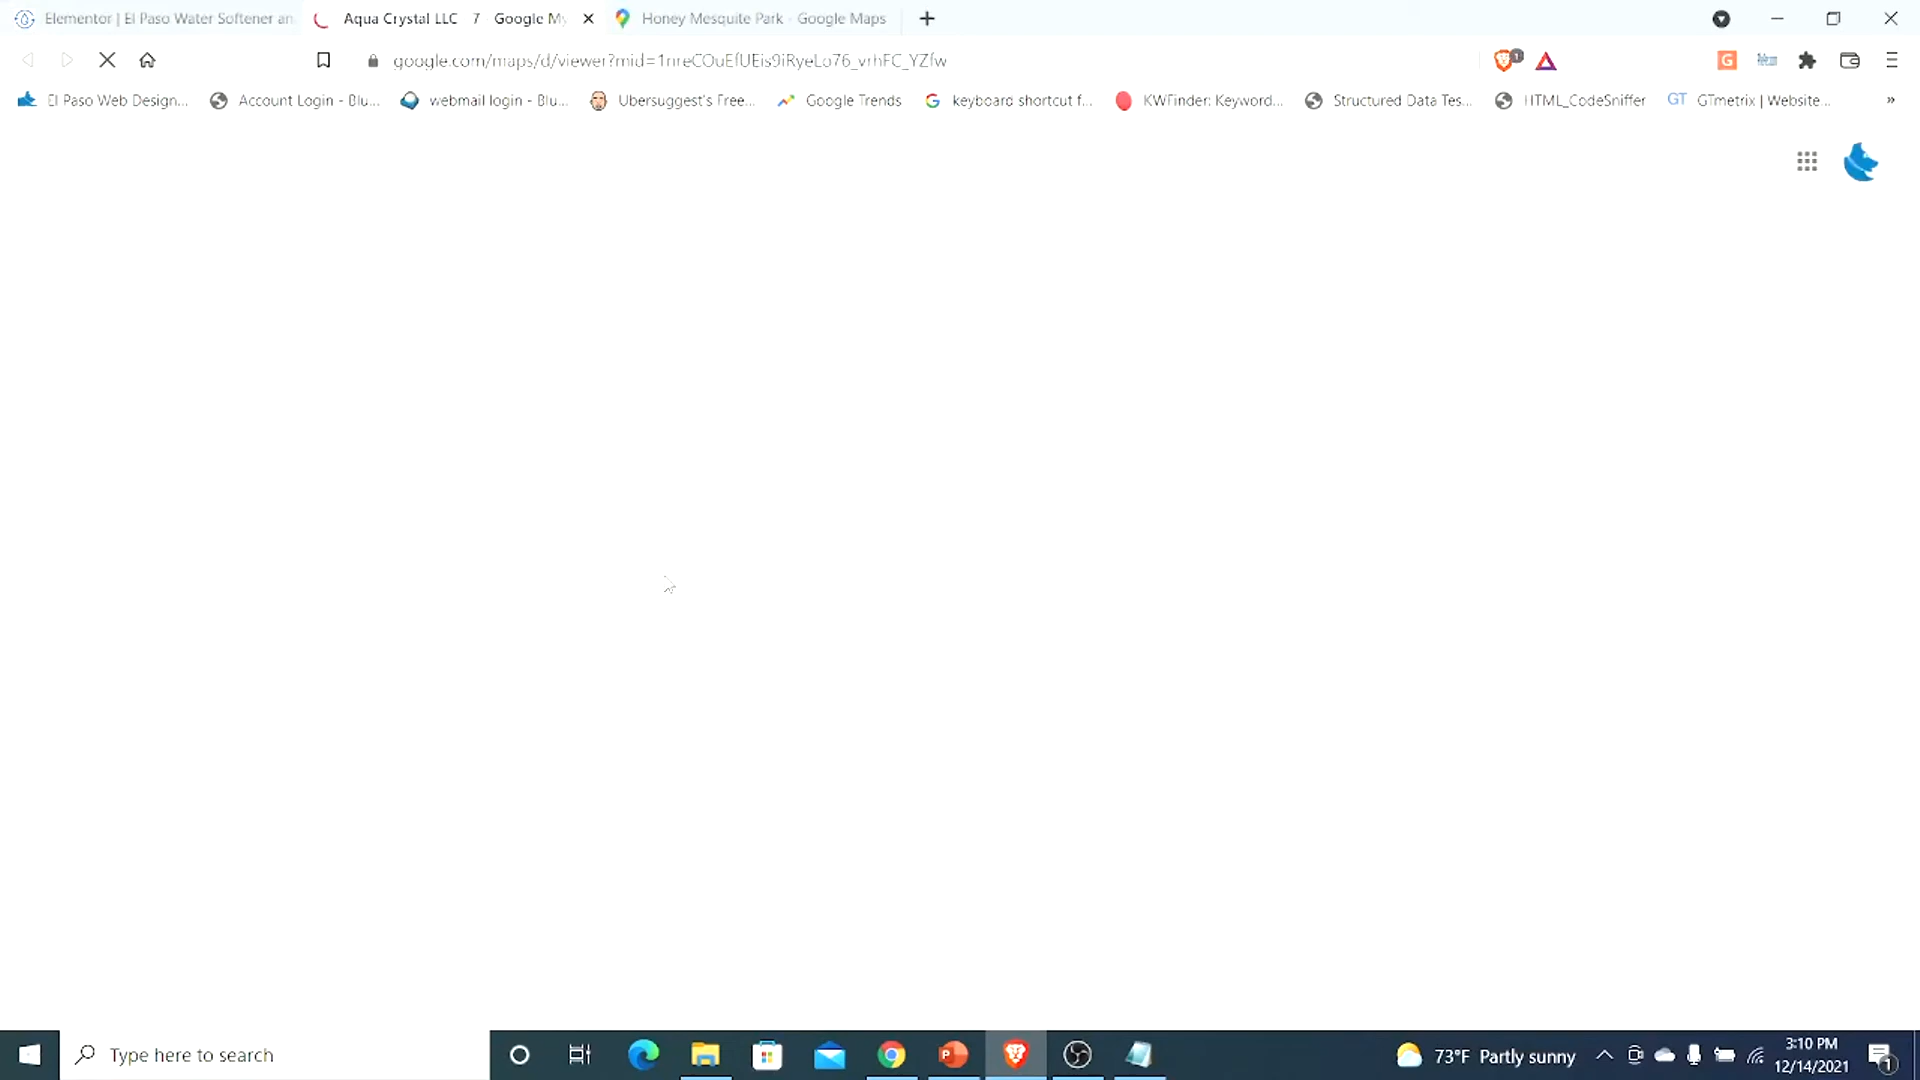 Elementor | El Paso Water Softener an
Aqua Crystal LLC 7 Google My
Honey Mesquite Park - Google Maps
google.com/maps/d/viewer?mid=1nreCOuEfUEis9iRyeLo76_vrhFC_YZfw
El Paso Web Design...
Account Login - Blu...
webmail login - Blu...
Ubersuggest's Free...
Google Trends
keyboard shortcut f...
KWFinder: Keyword...
Structured Data Tes...
HTML_CodeSniffer
GT GTmetrix | Website...
»
Type here to search
73°F Partly sunny
3:10 PM
12/14/2021
1